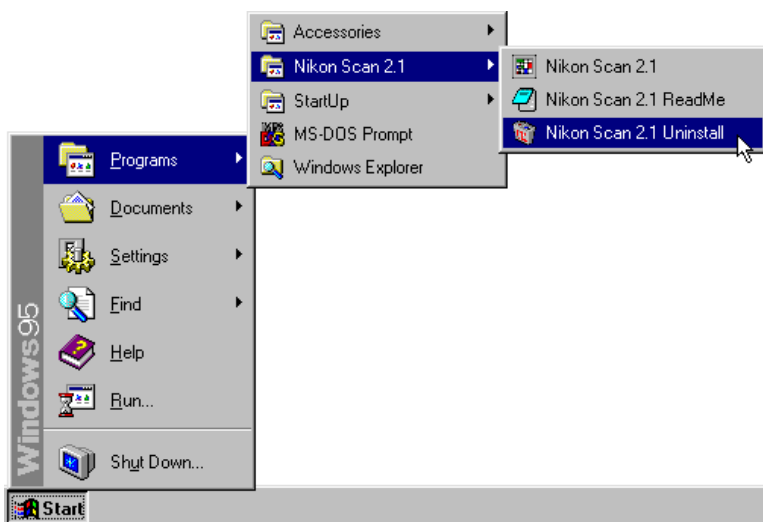 Accessories
Nikon Scan 2.1
StartUp
MS-DOS Prompt
Windows Explorer
Nikon Scan 2.1
Nikon Scan 2.1 ReadMe
Nikon Scan 2.1 Uninstall
Programs
Documents
Settings
Find
Help
Run...
Shut Down...
Windows95
Start